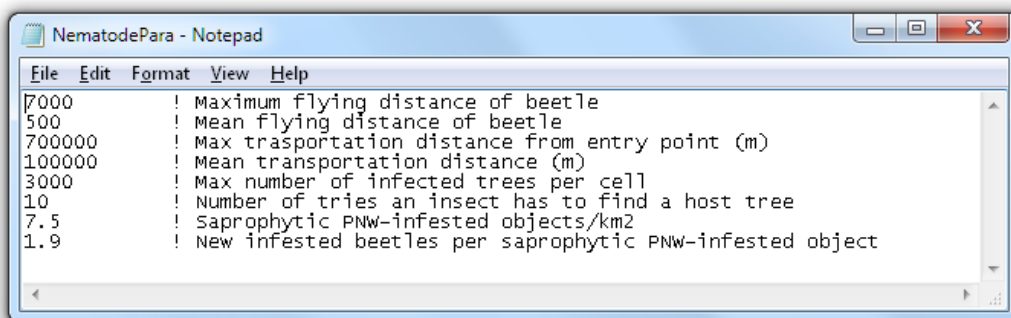 NematodePara - Notepad
File Edit Format View Help
7000 ! Maximum flying distance of beetle
500 ! Mean flying distance of beetle
700000 ! Max trasportation distance from entry point (m)
100000 ! Mean transportation distance (m)
3000 ! Max number of infected trees per cell
10 ! Number of tries an insect has to find a host tree
7.5 ! Saprophytic PNW-infested objects/km2
1.9 ! New infested beetles per saprophytic PNW-infested object